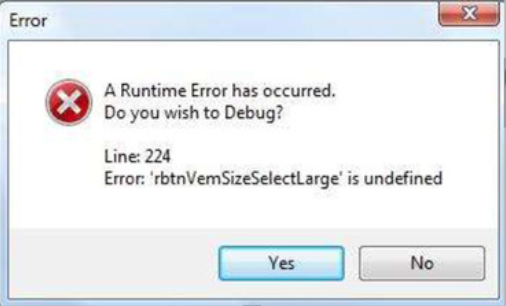 Error
A Runtime Error has occurred.
Do you wish to Debug?
Line: 224
Error: 'rbtnVemSizeSelectLarge' is undefined
Yes
No